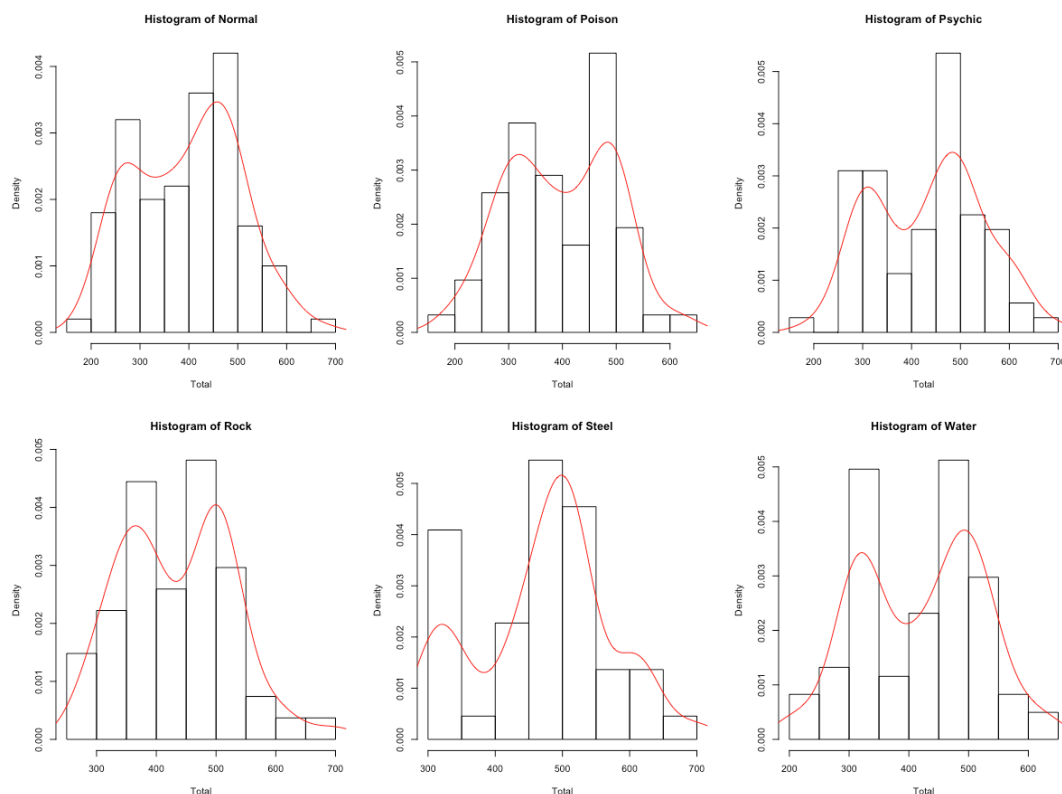 Histogram of Normal
Density
0.000 0.001 0.002 0.003 0.004
200 300 400 500 600 700
Total
Histogram of Poison
Density
0.000 0.001 0.002 0.003 0.004 0.005
200 300 400 500 600
Total
Histogram of Psychic
Density
0.000 0.001 0.002 0.003 0.004 0.005
200 300 400 500 600 700
Total
Histogram of Rock
Density
0.000 0.001 0.002 0.003 0.004 0.005
300 400 500 600 700
Total
Histogram of Steel
Density
0.000 0.001 0.002 0.003 0.004 0.005
300 400 500 600 700
Total
Histogram of Water
Density
0.000 0.001 0.002 0.003 0.004 0.005
200 300 400 500 600
Total